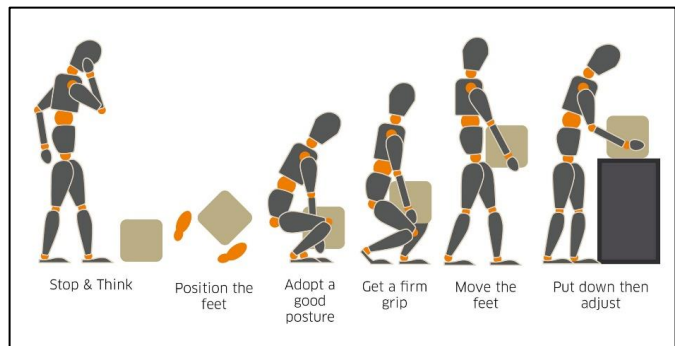 Stop & Think
Position the
feet
Adopt a
good
posture
Get a firm
grip
Move the
feet
Put down then
adjust